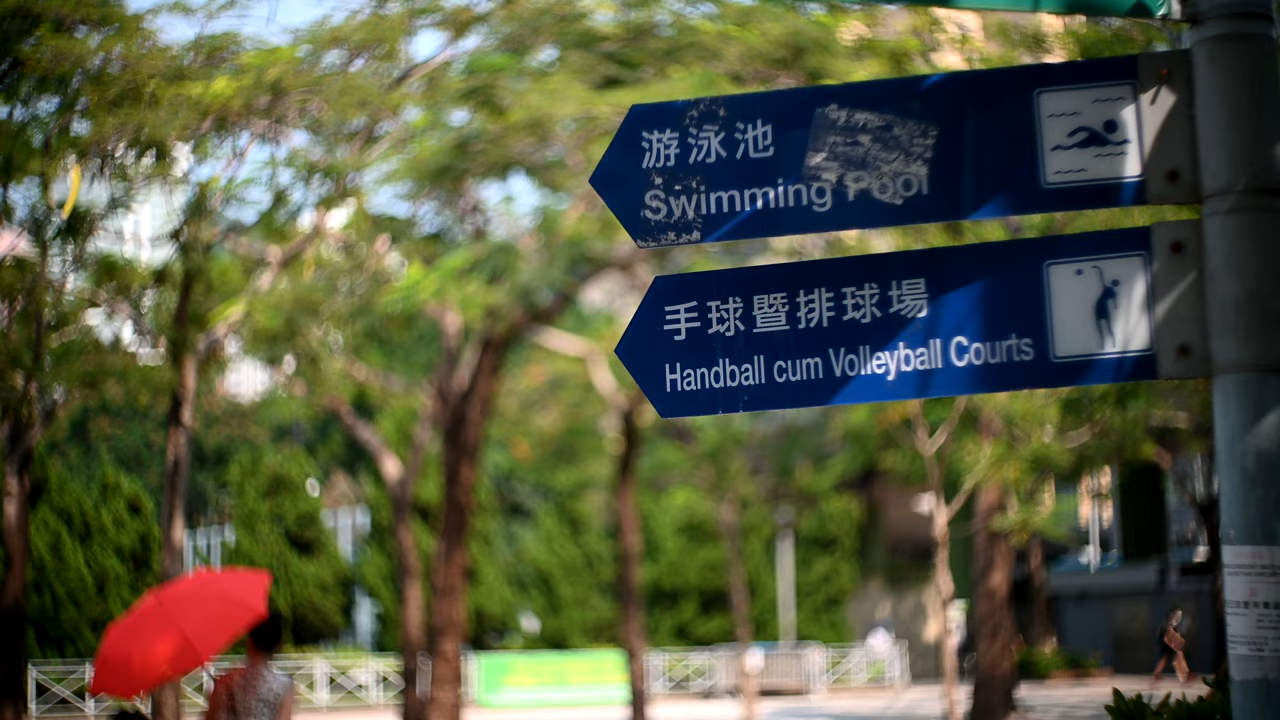 游泳池
Swimming Pool
手球暨排球場
Handball cum Volleyball Courts